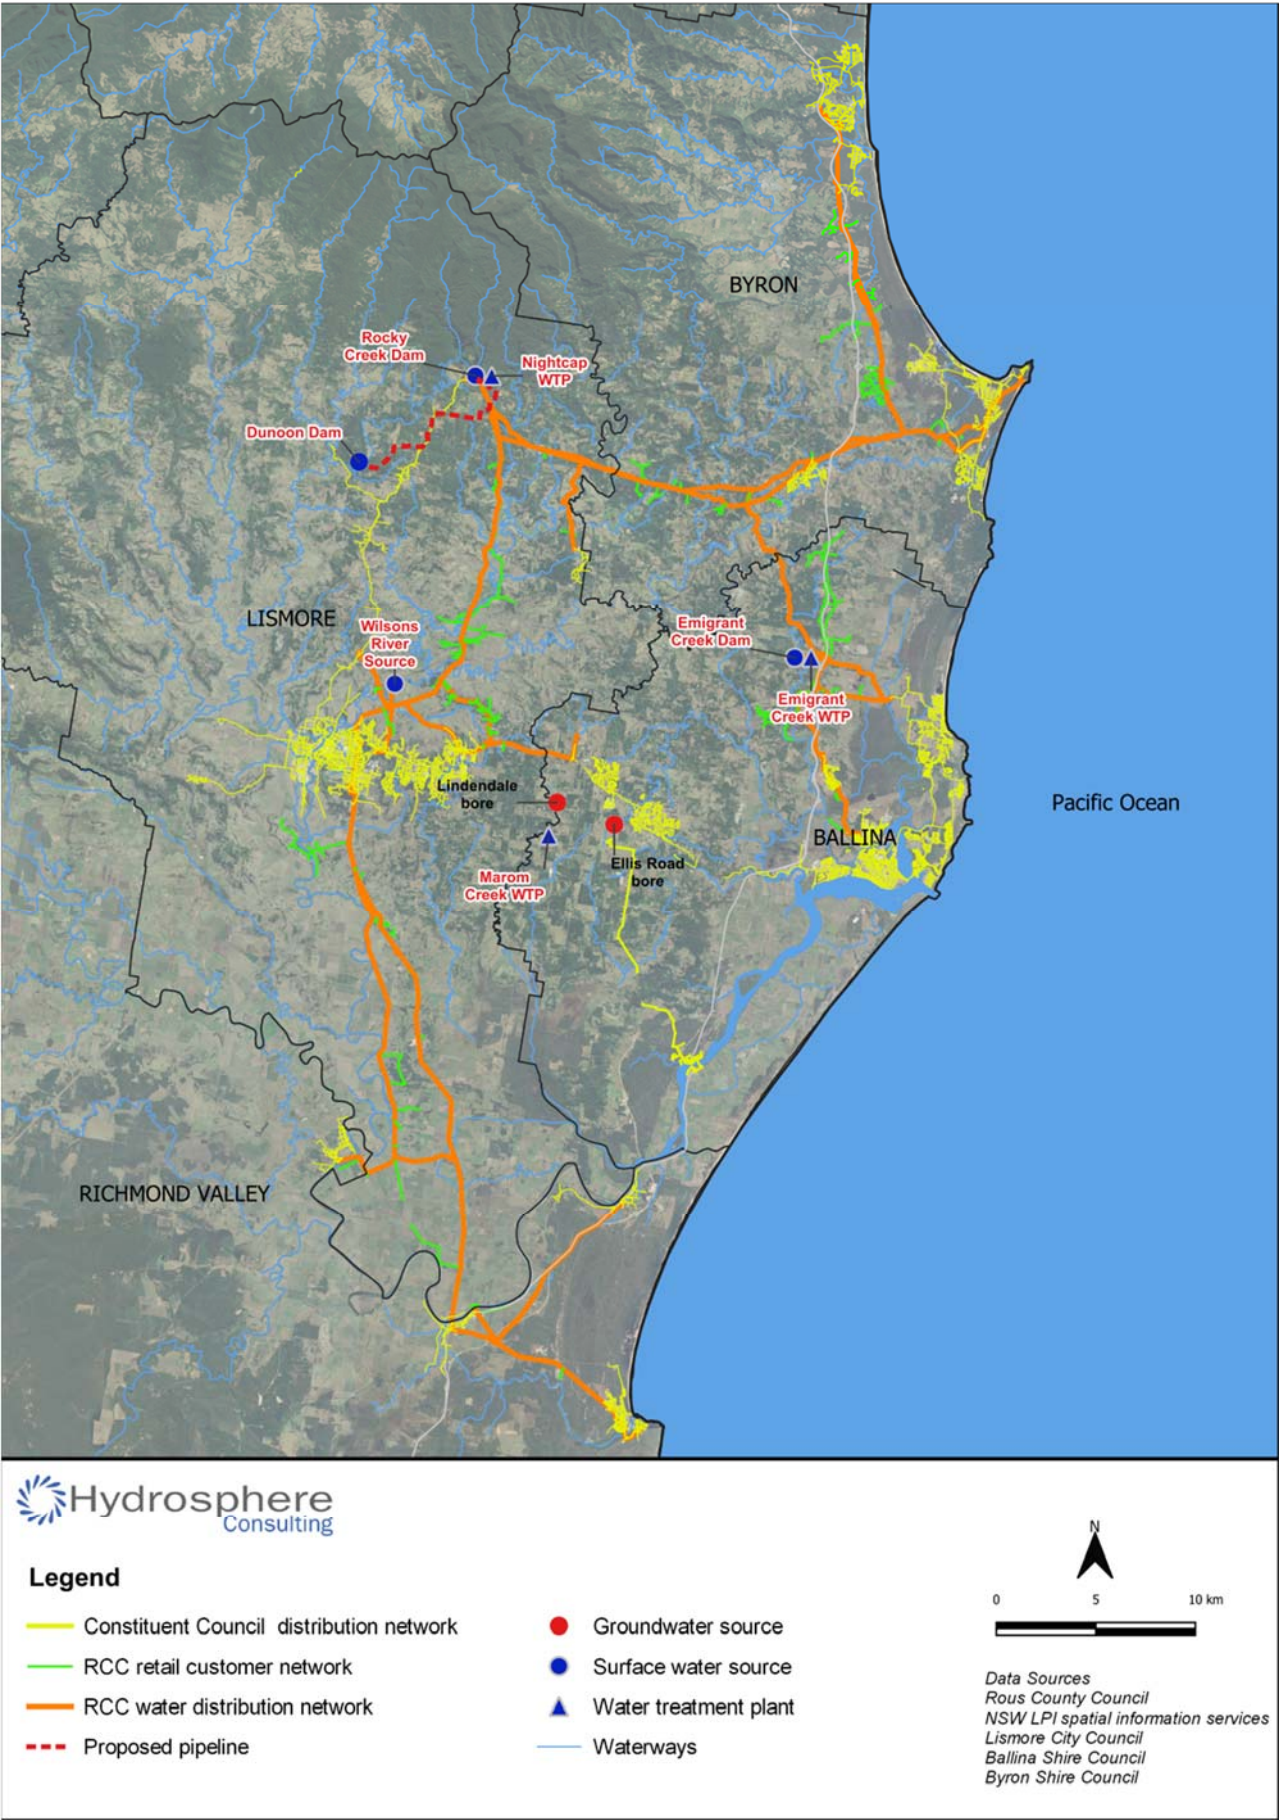 BYRON
Rocky
Creek Dam
Nightcap
WTP
Dunoon Dam
LISMORE
Wilsons
River
Source
Emigrant
Creek Dam
Emigrant
Creek WTP
Lindendale
bore
Pacific Ocean
BALLINA
Ellis Road
bore
Marom
Creek WTP
RICHMOND VALLEY
Hydrosphere
Consulting
Legend
Constituent Council distribution network
RCC retail customer network
RCC water distribution network
Proposed pipeline
Groundwater source
Surface water source
Water treatment plant
Waterways
N
0 5 10 km
Data Sources
Rous County Council
NSW LPI spatial information services
Lismore City Council
Ballina Shire Council
Byron Shire Council